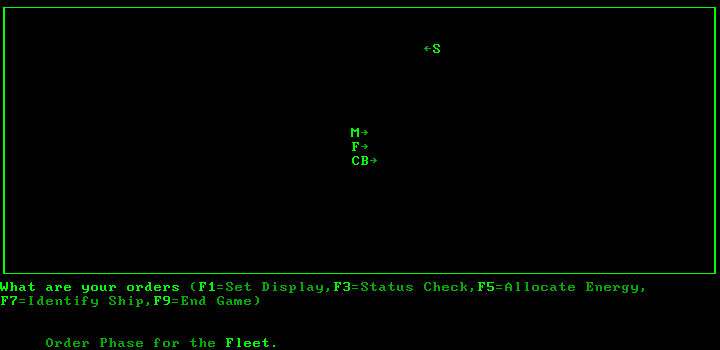 ←S
M→
F→
CB→
What are your orders (F1=Set Display,F3=Status Check,F5=Allocate Energy,
F7=Identify Ship,F9=End Game)
Order Phase for the Fleet.